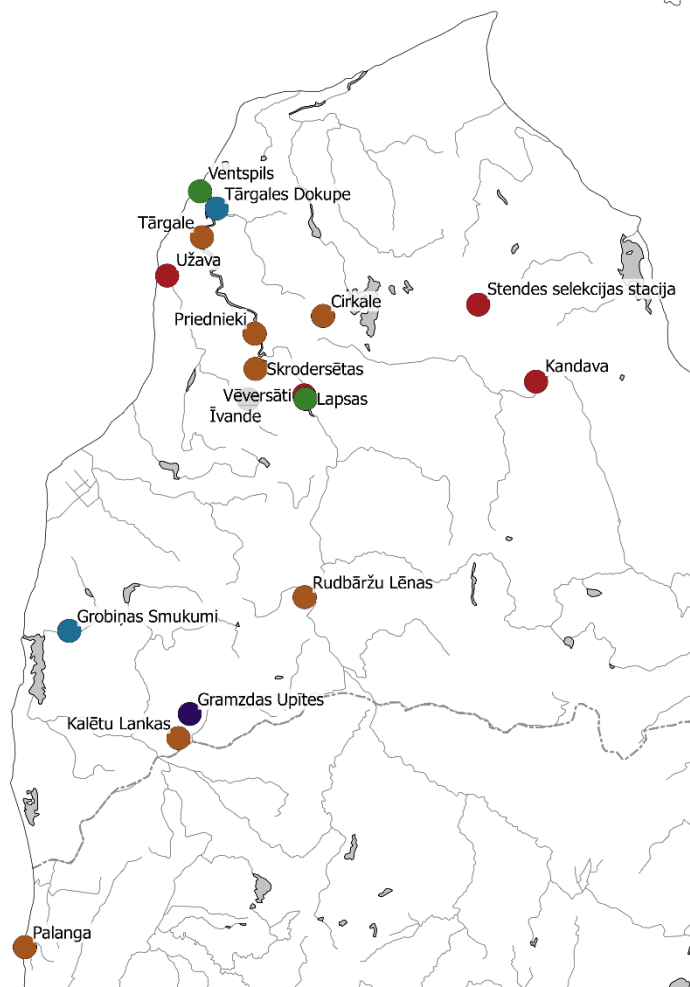 Ventspils
Tārgales Dokupe
Tārgale
Užava
Stendes selekcijas stacija
Cirkale
Priednieki
Kandava
Skrodersētas
Vēversāti
Lapsas
Īvande
Rudbāržu Lēnas
Grobiņas Smukumi
Gramzdas Upītes
Kalētu Lankas
Palanga